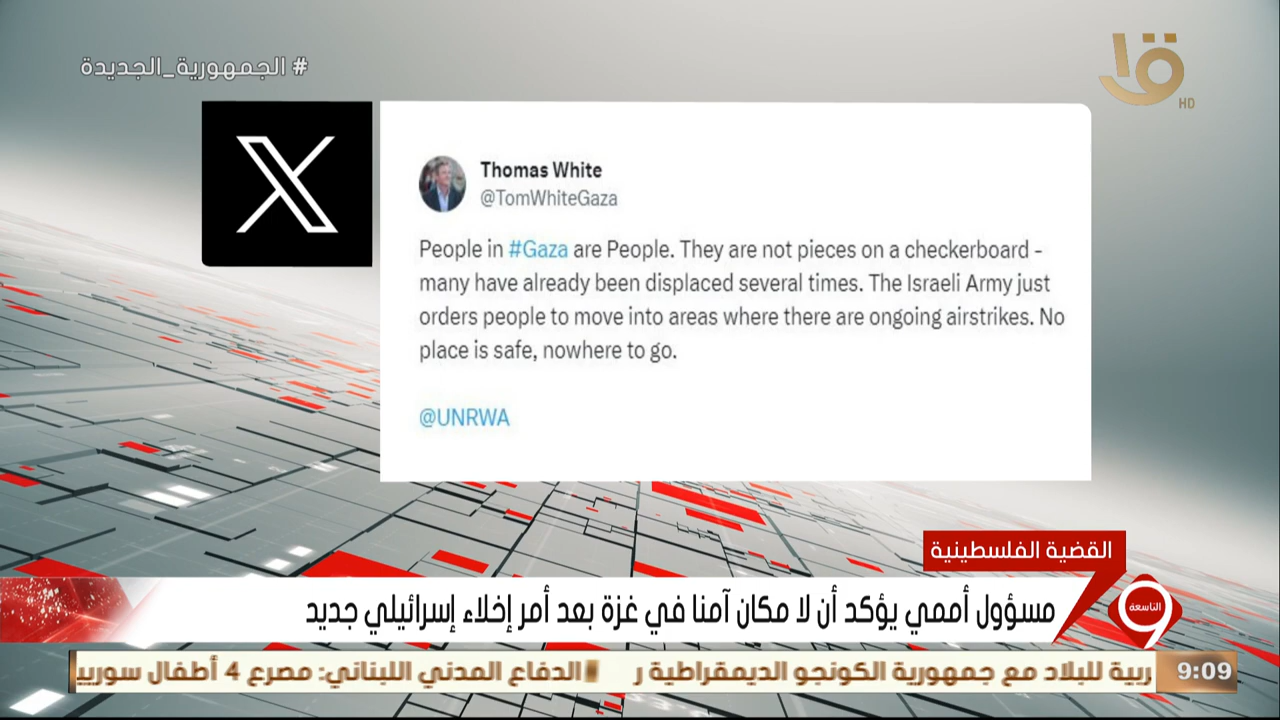 # الجمهورية_الجديدة
HD
Thomas White
@TomWhiteGaza
People in #Gaza are People. They are not pieces on a checkerboard -
many have already been displaced several times. The Israeli Army just
orders people to move into areas where there are ongoing airstrikes. No
place is safe, nowhere to go.
@UNRWA
القضية الفلسطينية
التاسعة
9
مسؤول أممي يؤكد أن لا مكان آمنا في غزة بعد أمر إخلاء إسرائيلي جديد
9:09
ربية للبلاد مع جمهورية الكونجو الديمقراطية ر
الدفاع المدني اللبناني: مصرع 4 أطفال سوريي